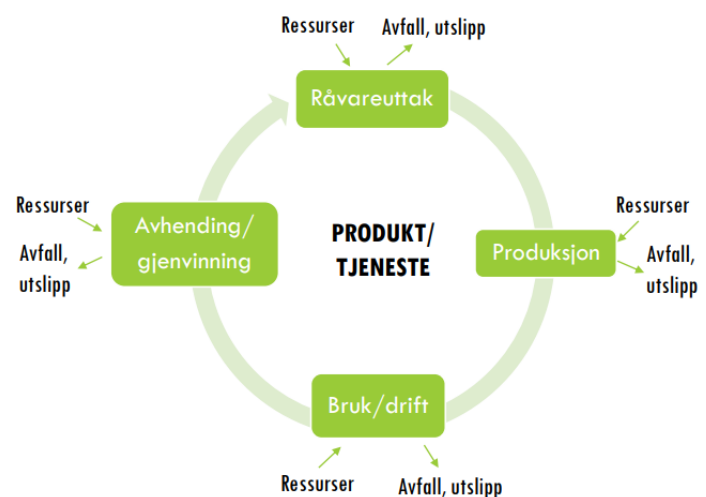 Ressurser
Avfall, utslipp
Råvareuttak
Ressurser
Avhending/
gjenvinning
Avfall,
utslipp
PRODUKT/
TJENESTE
Ressurser
Produksjon
Avfall,
utslipp
Bruk/drift
Ressurser
Avfall, utslipp